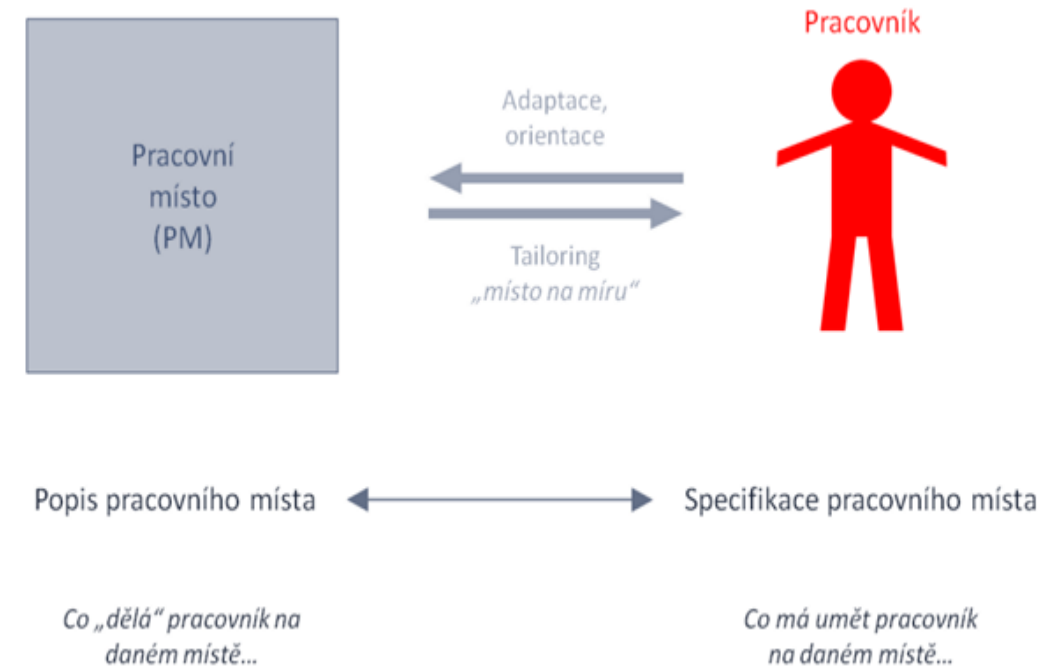 Pracovník
Adaptace,
orientace
Pracovní
místo
(PM)
Tailoring
„místo na míru“
Popis pracovního místa
Specifikace pracovního místa
Co „dělá“ pracovník na
daném místě...
Co má umět pracovník
na daném místě...